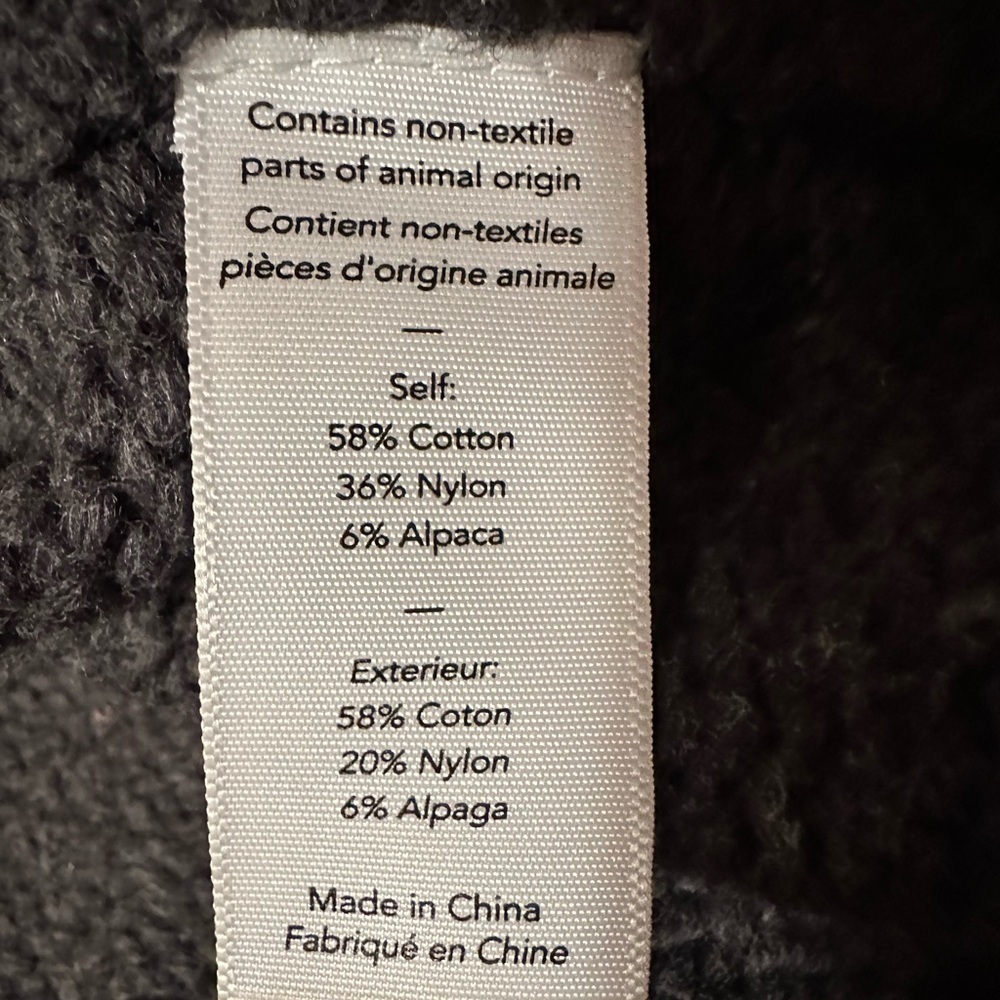 Contains non-textile
parts of animal origin
Contient non-textiles
pièces d'origine animale
—
Self:
58% Cotton
36% Nylon
6% Alpaca
—
Exterieur:
58% Coton
20% Nylon
6% Alpaga
Made in China
Fabriqué en Chine